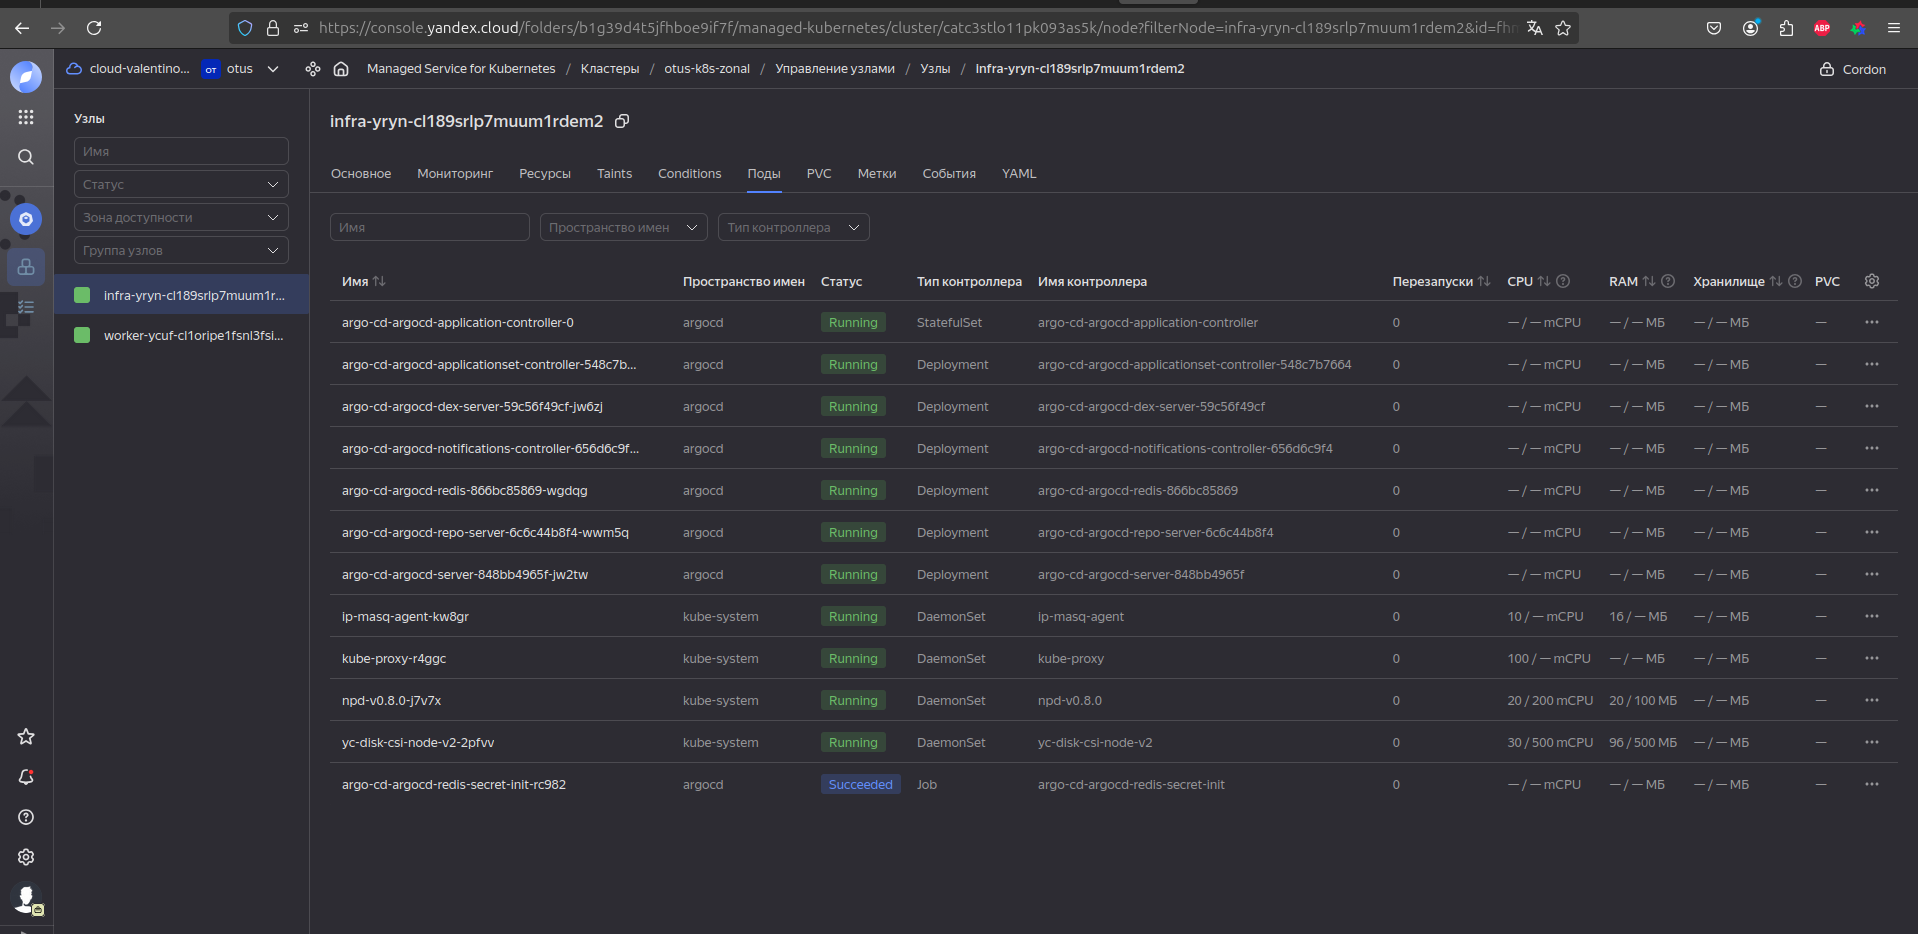 https://console.yandex.cloud/folders/b1g39d4t5jfhboe9if7f/managed-kubernetes/cluster/catc3stlo11pk093as5k/node?filterNode=infra-yryn-cl189srlp7muum1rdem2&id=fhm
ABP
cloud-valentino... ОТ otus Managed Service for Kubernetes / Кластеры / otus-k8s-zonal / Управление узлами / Узлы / infra-yryn-cl189srlp7muum1rdem2 Cordon
Узлы
Имя
Статус
Зона доступности
Группа узлов
infra-yryn-cl189srlp7muum1r...
worker-ycuf-cl1oripe1fsnl3fsi...
infra-yryn-cl189srlp7muum1rdem2
Основное Мониторинг Ресурсы Taints Conditions Поды PVC Метки События YAML
Имя Пространство имен Тип контроллера
Имя Пространство имен Статус Тип контроллера Имя контроллера Перезапуски CPU RAM Хранилище PVC
argo-cd-argocd-application-controller-0 argocd Running StatefulSet argo-cd-argocd-application-controller 0 — / — mCPU — / — МБ — / — МБ —
argo-cd-argocd-applicationset-controller-548c7b... argocd Running Deployment argo-cd-argocd-applicationset-controller-548c7b7664 0 — / — mCPU — / — МБ — / — МБ —
argo-cd-argocd-dex-server-59c56f49cf-jw6zj argocd Running Deployment argo-cd-argocd-dex-server-59c56f49cf 0 — / — mCPU — / — МБ — / — МБ —
argo-cd-argocd-notifications-controller-656d6c9f... argocd Running Deployment argo-cd-argocd-notifications-controller-656d6c9f4 0 — / — mCPU — / — МБ — / — МБ —
argo-cd-argocd-redis-866bc85869-wgdqg argocd Running Deployment argo-cd-argocd-redis-866bc85869 0 — / — mCPU — / — МБ — / — МБ —
argo-cd-argocd-repo-server-6c6c44b8f4-wwm5q argocd Running Deployment argo-cd-argocd-repo-server-6c6c44b8f4 0 — / — mCPU — / — МБ — / — МБ —
argo-cd-argocd-server-848bb4965f-jw2tw argocd Running Deployment argo-cd-argocd-server-848bb4965f 0 — / — mCPU — / — МБ — / — МБ —
ip-masq-agent-kw8gr kube-system Running DaemonSet ip-masq-agent 0 10 / — mCPU 16 / — МБ — / — МБ —
kube-proxy-r4ggc kube-system Running DaemonSet kube-proxy 0 100 / — mCPU — / — МБ — / — МБ —
npd-v0.8.0-j7v7x kube-system Running DaemonSet npd-v0.8.0 0 20 / 200 mCPU 20 / 100 МБ — / — МБ —
yc-disk-csi-node-v2-2pfvv kube-system Running DaemonSet yc-disk-csi-node-v2 0 30 / 500 mCPU 96 / 500 МБ — / — МБ —
argo-cd-argocd-redis-secret-init-rc982 argocd Succeeded Job argo-cd-argocd-redis-secret-init 0 — / — mCPU — / — МБ — / — МБ —